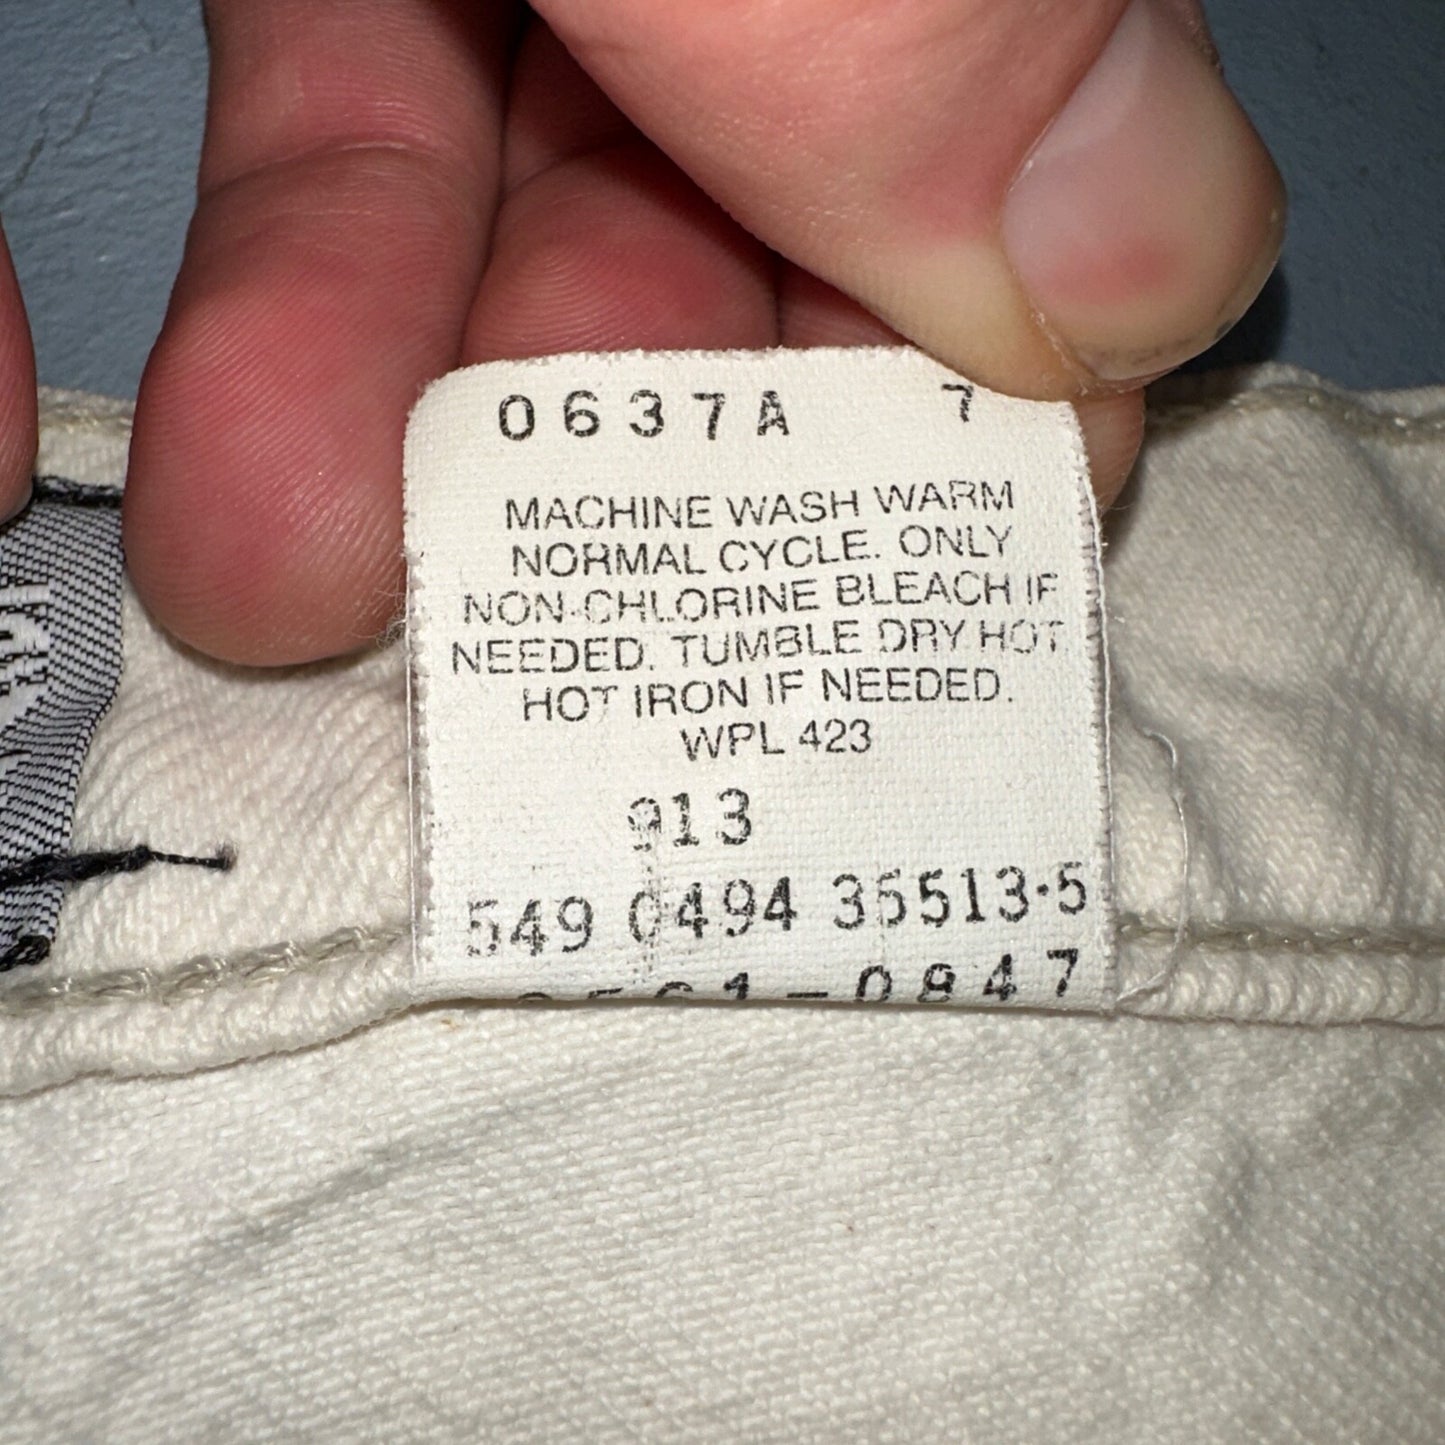 0637A 7
MACHINE WASH WARM
NORMAL CYCLE. ONLY
NON-CHLORINE BLEACH IF
NEEDED. TUMBLE DRY HOT.
HOT IRON IF NEEDED.
WPL 423
913
549 0494 35513-5